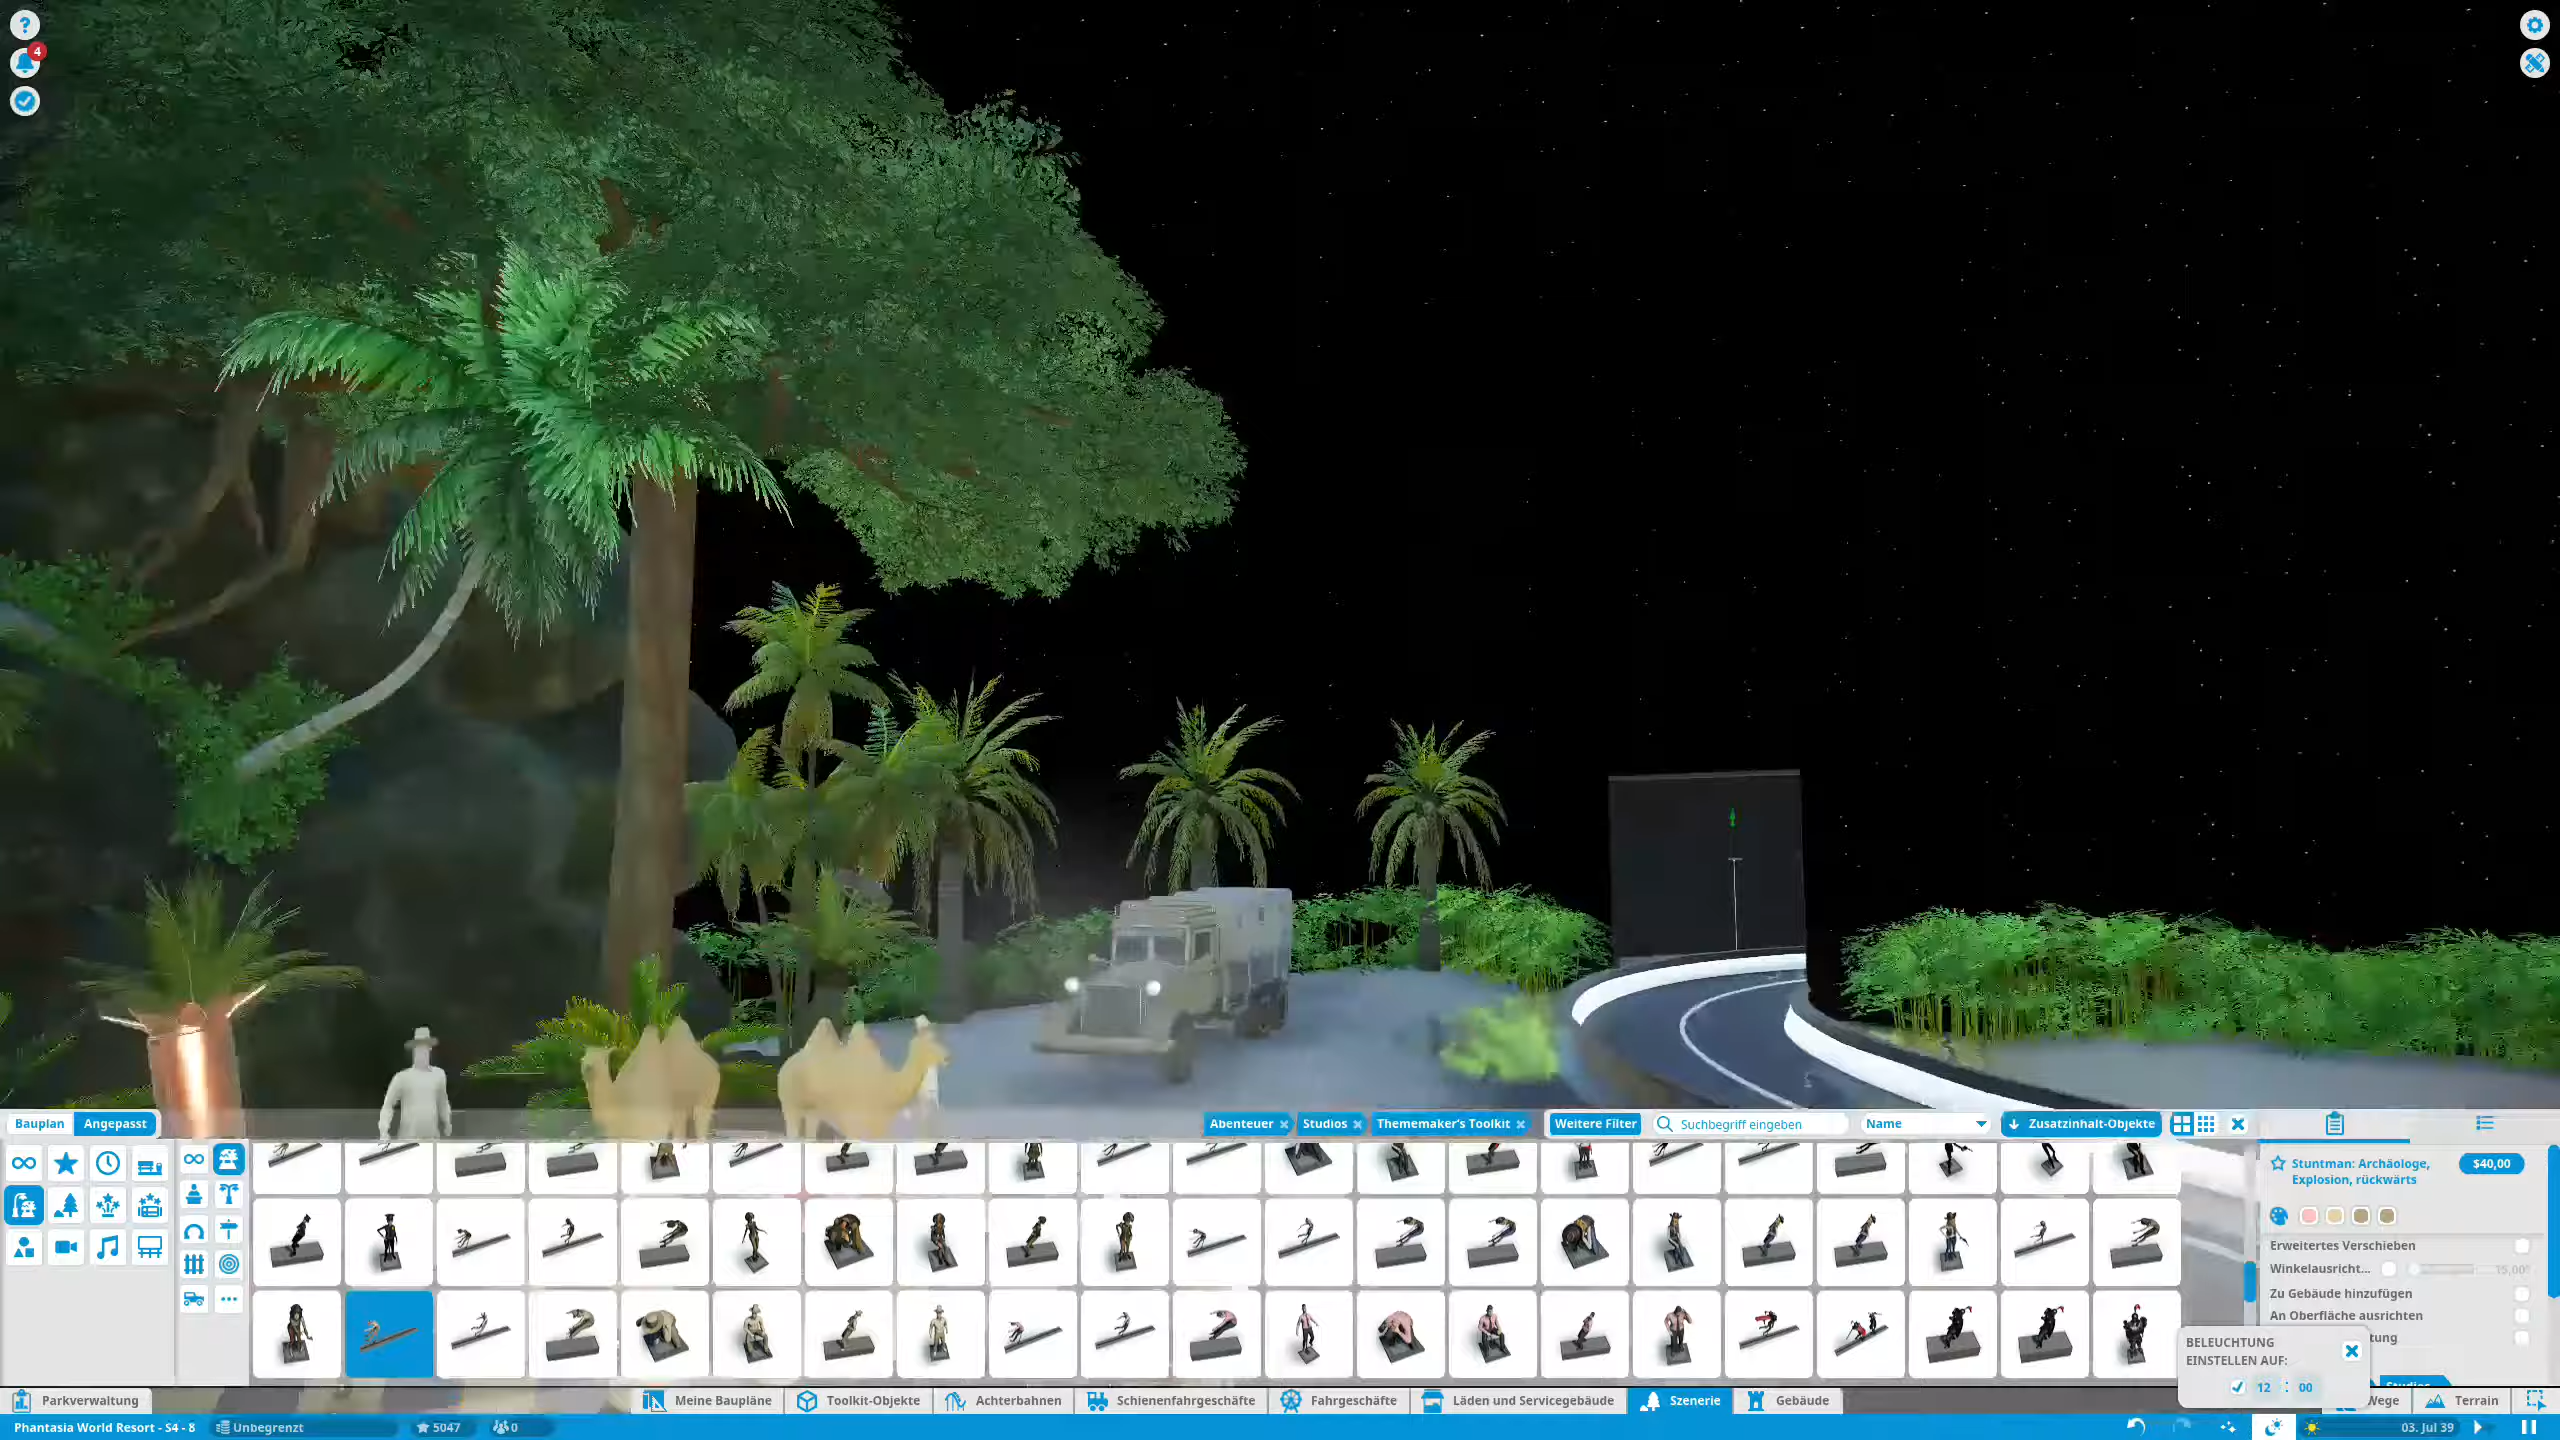 ?
4
Bauplan
Angepasst
Abenteuer ×
Studios ×
Thememaker's Toolkit ×
Weitere Filter
Suchbegriff eingeben
Name
Zusatzinhalt-Objekte
Stuntman: Archäologe,
Explosion, rückwärts
$40,00
Erweitertes Verschieben
Winkelausricht...
15,00°
Zu Gebäude hinzufügen
An Oberfläche ausrichten
tung
BELEUCHTUNG
EINSTELLEN AUF:
12 : 00
Parkverwaltung
Meine Baupläne
Toolkit-Objekte
Achterbahnen
Schienenfahrgeschäfte
Fahrgeschäfte
Läden und Servicegebäude
Szenerie
Gebäude
Wege
Terrain
Phantasia World Resort - S4 - 8
Unbegrenzt
5047
0
03. Jul 39